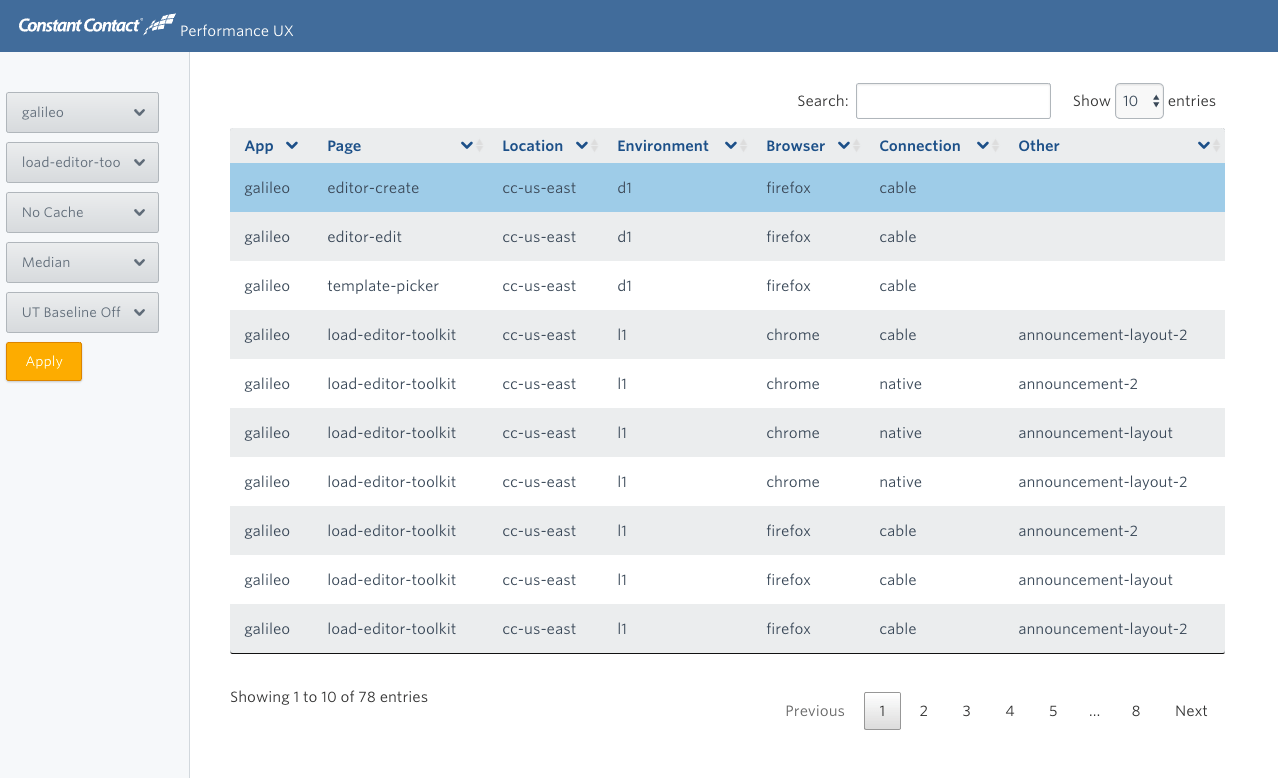 Constant Contact Performance UX
galileo
load-editor-too
No Cache
Median
UT Baseline Off
Apply
Search: Show 10 entries
App Page Location Environment Browser Connection Other
galileo editor-create cc-us-east d1 firefox cable
galileo editor-edit cc-us-east d1 firefox cable
galileo template-picker cc-us-east d1 firefox cable
galileo load-editor-toolkit cc-us-east l1 chrome cable announcement-layout-2
galileo load-editor-toolkit cc-us-east l1 chrome native announcement-2
galileo load-editor-toolkit cc-us-east l1 chrome native announcement-layout
galileo load-editor-toolkit cc-us-east l1 chrome native announcement-layout-2
galileo load-editor-toolkit cc-us-east l1 firefox cable announcement-2
galileo load-editor-toolkit cc-us-east l1 firefox cable announcement-layout
galileo load-editor-toolkit cc-us-east l1 firefox cable announcement-layout-2
Showing 1 to 10 of 78 entries
Previous 1 2 3 4 5 ... 8 Next